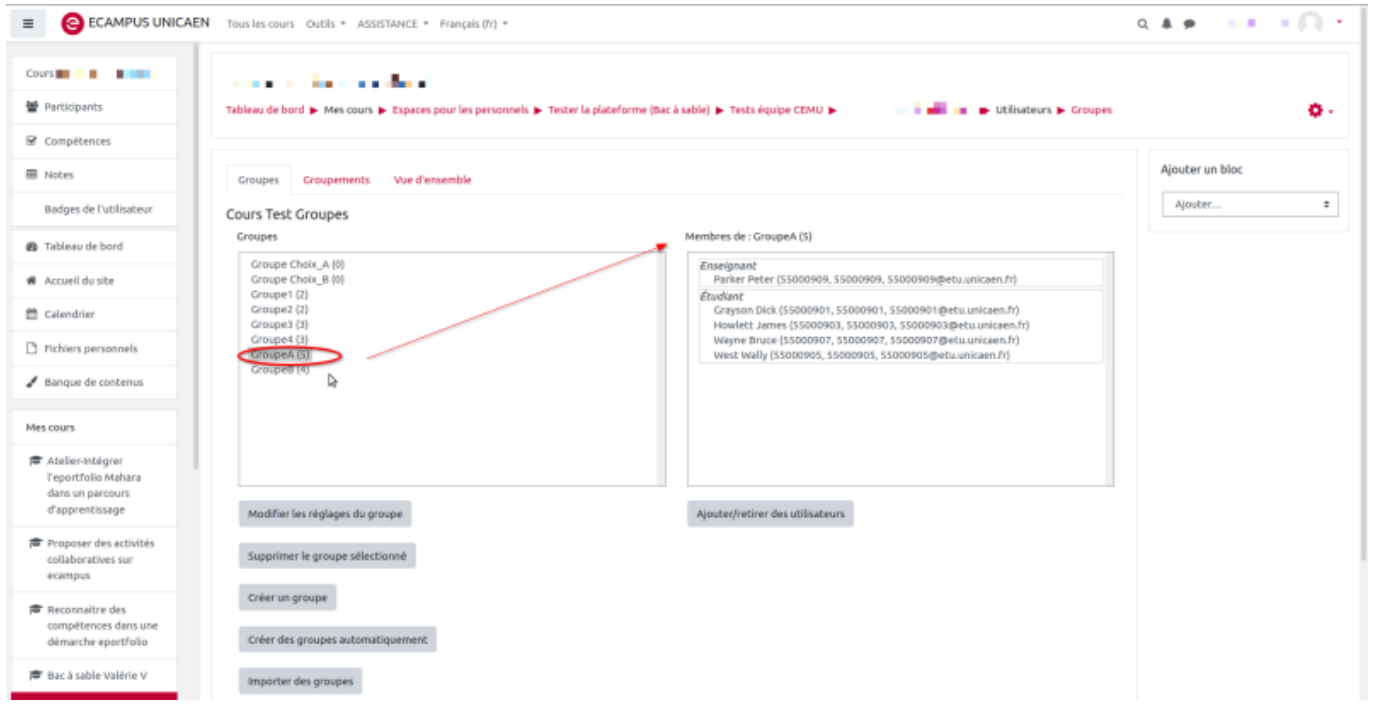 ECAMPUS UNICAEN Tous les cours Outils ASSISTANCE Français (fr)
Cours
Participants
Compétences
Notes
Badges de l'utilisateur
Tableau de bord
Accueil du site
Calendrier
Fichiers personnels
Banque de contenus
Mes cours
Atelier-Intégrer
l'eportfolio Mahara
dans un parcours
d'apprentissage
Proposer des activités
collaboratives sur
ecampus
Reconnaitre des
compétences dans une
démarche eportfolio
Bac à sable Valérie V
Tableau de bord ▶ Mes cours ▶ Espaces pour les personnels ▶ Tester la plateforme (Bac à sable) ▶ Tests équipe CEMU ▶ ▶ Utilisateurs ▶ Groupes
Groupes Groupements Vue d'ensemble
Cours Test Groupes
Groupes
Groupe Choix_A (0)
Groupe Choix_B (0)
Groupe1 (2)
Groupe2 (2)
Groupe3 (3)
Groupe4 (3)
GroupeA (5)
GroupeB (4)
Modifier les réglages du groupe
Supprimer le groupe sélectionné
Créer un groupe
Créer des groupes automatiquement
Importer des groupes
Membres de : GroupeA (5)
Enseignant
Parker Peter (55000909, 55000909, 55000909@etu.unicaen.fr)
Étudiant
Grayson Dick (55000901, 55000901, 55000901@etu.unicaen.fr)
Howlett James (55000903, 55000903, 55000903@etu.unicaen.fr)
Wayne Bruce (55000907, 55000907, 55000907@etu.unicaen.fr)
West Wally (55000905, 55000905, 55000905@etu.unicaen.fr)
Ajouter/retirer des utilisateurs
Ajouter un bloc
Ajouter...